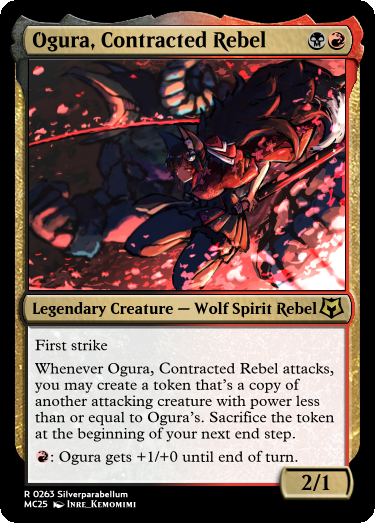 Ogura, Contracted Rebel
Legendary Creature — Wolf Spirit Rebel
First strike
Whenever Ogura, Contracted Rebel attacks,
you may create a token that's a copy of
another attacking creature with power less
than or equal to Ogura's. Sacrifice the token
at the beginning of your next end step.
: Ogura gets +1/+0 until end of turn.
2/1
R 0263 Silverparabellum
MC25 Inre_Kemomimi